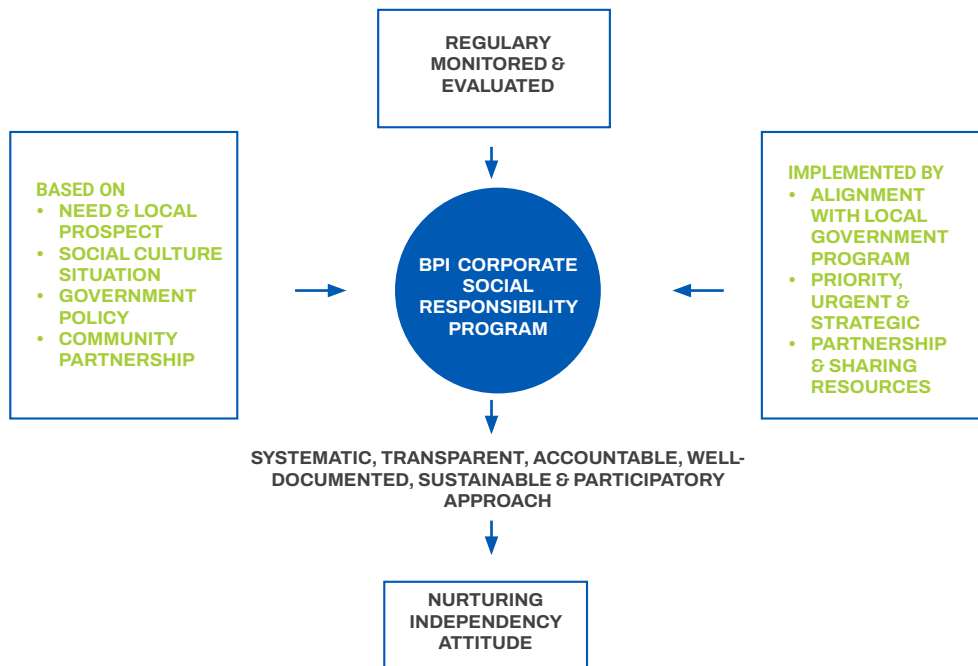 REGULARY
MONITORED &
EVALUATED
BASED ON
• NEED & LOCAL
PROSPECT
• SOCIAL CULTURE
SITUATION
• GOVERNMENT
POLICY
• COMMUNITY
PARTNERSHIP
BPI CORPORATE
SOCIAL
RESPONSIBILITY
PROGRAM
IMPLEMENTED BY
• ALIGNMENT
WITH LOCAL
GOVERNMENT
PROGRAM
• PRIORITY,
URGENT &
STRATEGIC
• PARTNERSHIP
& SHARING
RESOURCES
SYSTEMATIC, TRANSPARENT, ACCOUNTABLE, WELL-
DOCUMENTED, SUSTAINABLE & PARTICIPATORY
APPROACH
NURTURING
INDEPENDENCY
ATTITUDE